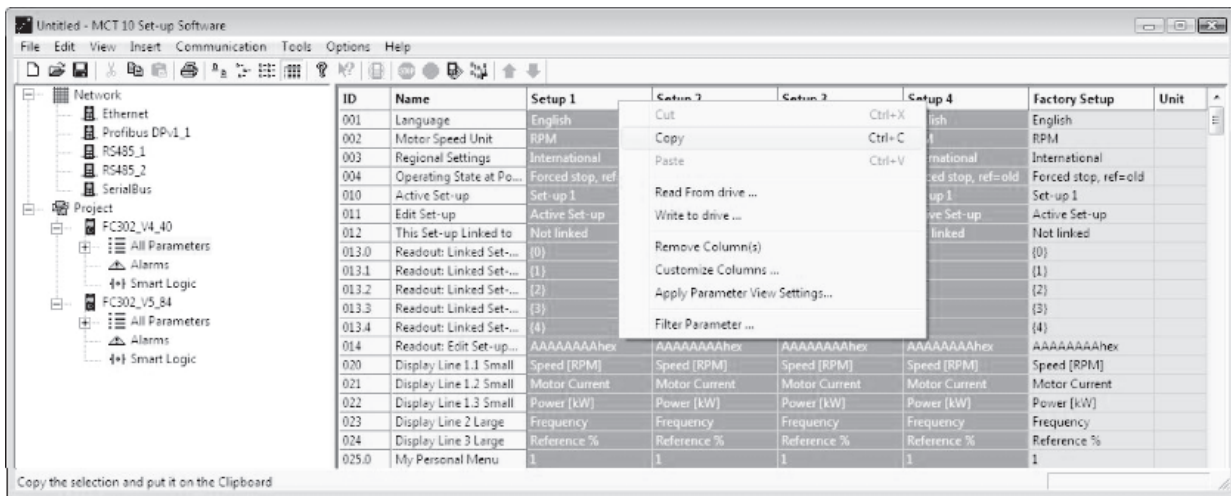 Untitled - MCT 10 Set-up Software
File Edit View Insert Communication Tools Options Help
Network
Ethernet
Profibus DPv1_1
RS485_1
RS485_2
SerialBus
Project
FC302_V4_40
All Parameters
Alarms
Smart Logic
FC302_V5_84
All Parameters
Alarms
Smart Logic
ID Name Setup 1 Setup 2 Setup 3 Setup 4 Factory Setup Unit
001 Language English English
002 Motor Speed Unit RPM RPM
003 Regional Settings International International
004 Operating State at Po... Forced stop, ref ref=old Forced stop, ref=old
010 Active Set-up Set-up 1 Set-up 1
011 Edit Set-up Active Set-up Set-up Active Set-up
012 This Set-up Linked to Not linked linked Not linked
013.0 Readout: Linked Set-... {0} {0}
013.1 Readout: Linked Set-... {1} {1}
013.2 Readout: Linked Set-... {2} {2}
013.3 Readout: Linked Set-... {3} {3}
013.4 Readout: Linked Set-... {4} {4}
014 Readout: Edit Set-up... AAAAAAAAhex AAAAAAAAhex AAAAAAAAhex AAAAAAAAhex AAAAAAAAhex
020 Display Line 1.1 Small Speed [RPM] Speed [RPM] Speed [RPM] Speed [RPM] Speed [RPM]
021 Display Line 1.2 Small Motor Current Motor Current Motor Current Motor Current Motor Current
022 Display Line 1.3 Small Power [kW] Power [kW] Power [kW] Power [kW] Power [kW]
023 Display Line 2 Large Frequency Frequency Frequency Frequency Frequency
024 Display Line 3 Large Reference % Reference % Reference % Reference % Reference %
025.0 My Personal Menu 1 1 1 1 1
Cut Ctrl+X
Copy Ctrl+C
Paste Ctrl+V
Read From drive ...
Write to drive ...
Remove Column(s)
Customize Columns ...
Apply Parameter View Settings...
Filter Parameter ...
Copy the selection and put it on the Clipboard